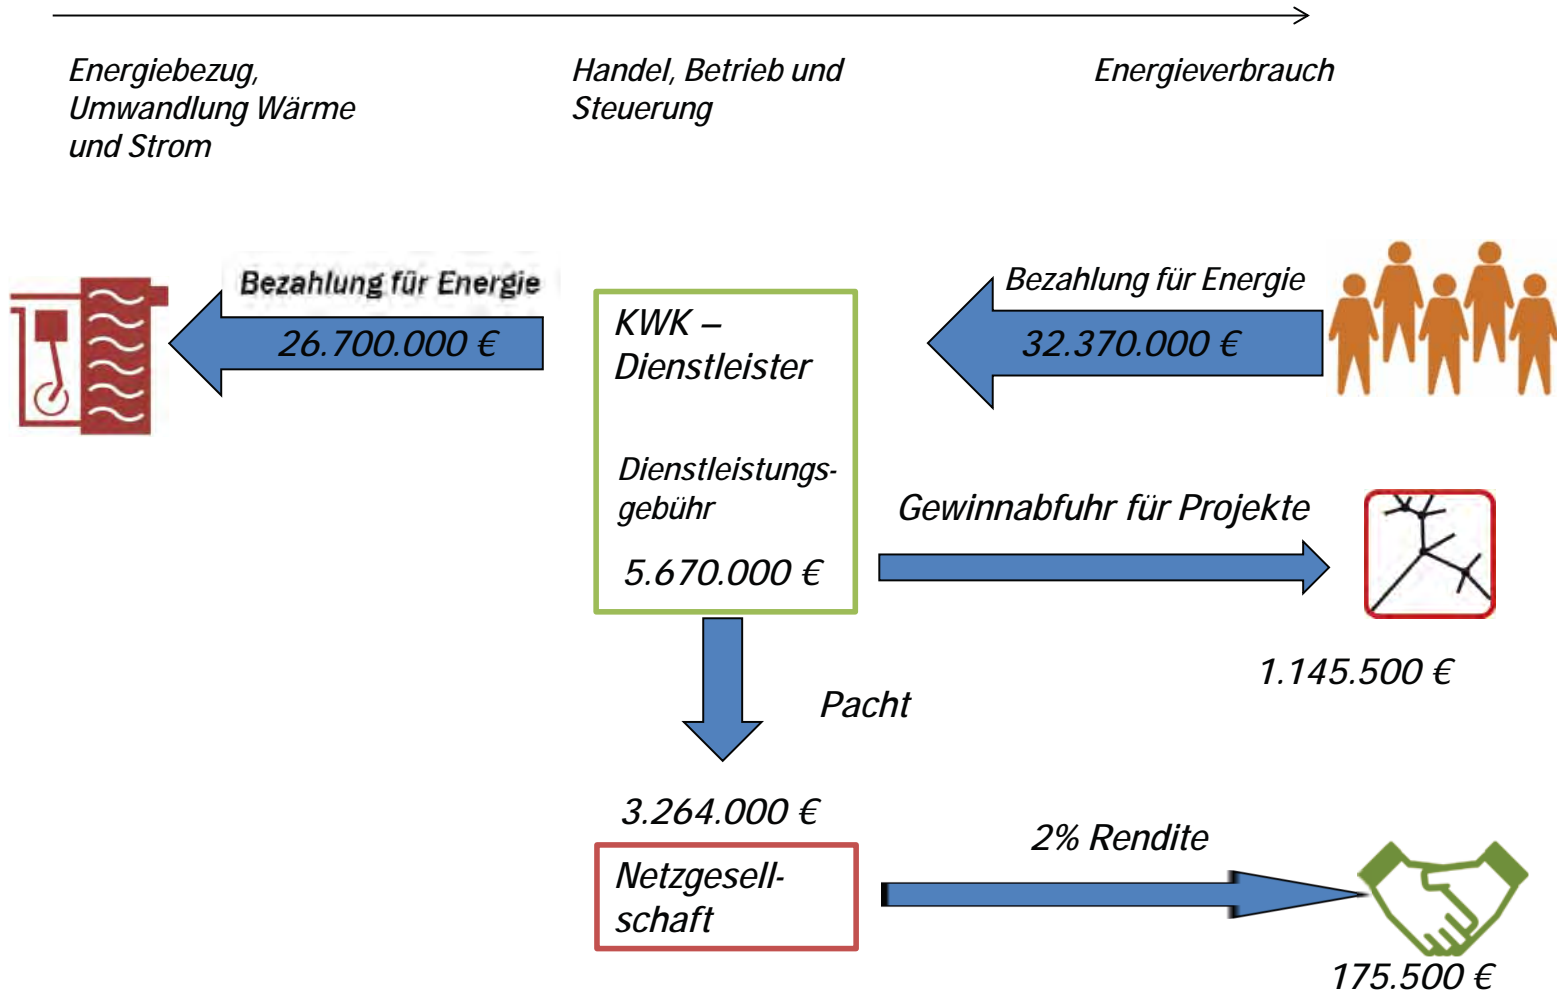 Energiebezug,
Umwandlung Wärme
und Strom
Handel, Betrieb und
Steuerung
Energieverbrauch
Bezahlung für Energie
26.700.000 €
KWK –
Dienstleister
Dienstleistungs-
gebühr
5.670.000 €
Bezahlung für Energie
32.370.000 €
Gewinnabfuhr für Projekte
1.145.500 €
Pacht
3.264.000 €
Netzgesell-
schaft
2% Rendite
175.500 €